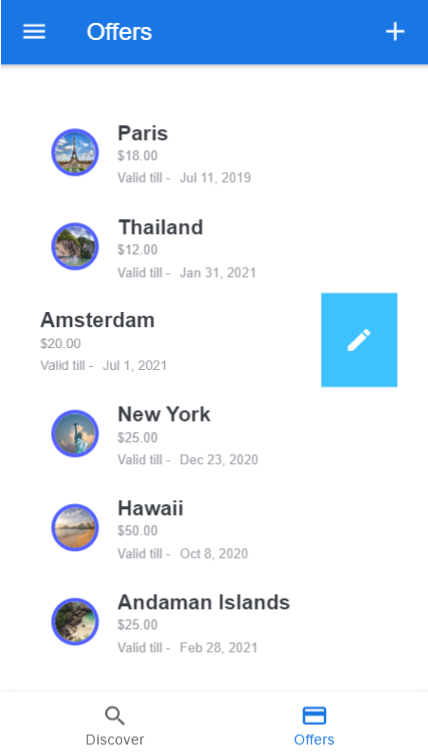 Offers
Paris
$18.00
Valid till - Jul 11, 2019
Thailand
$12.00
Valid till - Jan 31, 2021
Amsterdam
$20.00
Valid till - Jul 1, 2021
New York
$25.00
Valid till - Dec 23, 2020
Hawaii
$50.00
Valid till - Oct 8, 2020
Andaman Islands
$25.00
Valid till - Feb 28, 2021
Discover
Offers